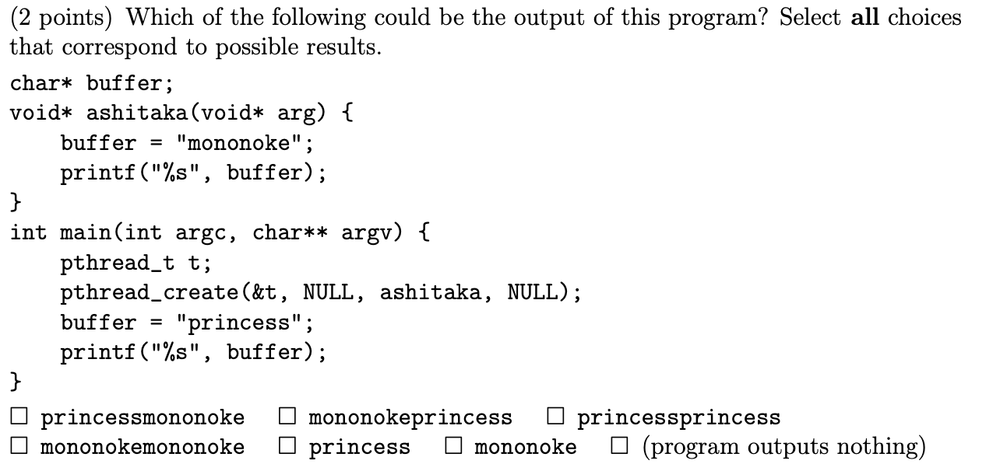 (2 points) Which of the following could be the output of this program? Select all choices
that correspond to possible results.
char* buffer;
void* ashitaka(void* arg) {
    buffer = "mononoke";
    printf("%s", buffer);
}
int main(int argc, char** argv) {
    pthread_t t;
    pthread_create(&t, NULL, ashitaka, NULL);
    buffer = "princess";
    printf("%s", buffer);
}
☐ princessmononoke ☐ mononokeprincess ☐ princessprincess
☐ mononokemononoke ☐ princess ☐ mononoke ☐ (program outputs nothing)